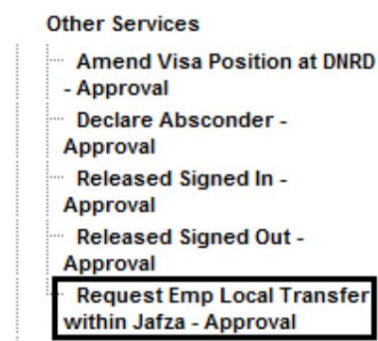 Other Services
Amend Visa Position at DNRD
- Approval
Declare Absconder -
Approval
Released Signed In -
Approval
Released Signed Out -
Approval
Request Emp Local Transfer
within Jafza - Approval